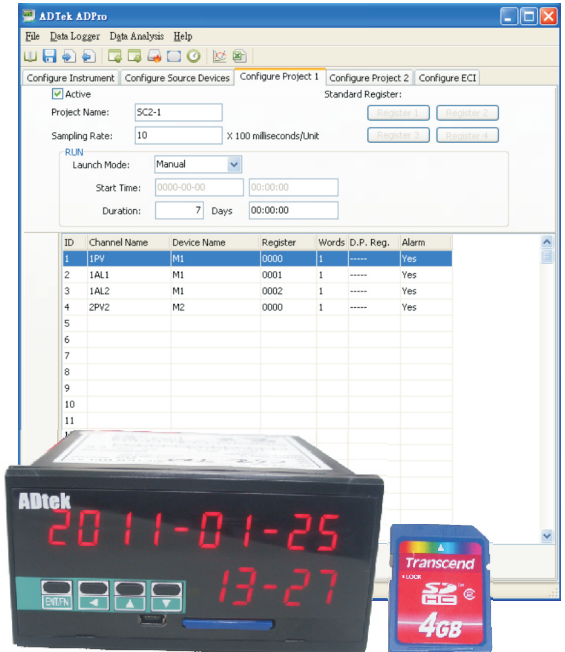 ADTek ADPro
File Data Logger Data Analysis Help
Configure Instrument Configure Source Devices Configure Project 1 Configure Project 2 Configure ECI
Active Standard Register:
Project Name: SC2-1 Register 1 Register 2
Sampling Rate: 10 X 100 milliseconds/Unit Register 3 Register 4
RUN
Launch Mode: Manual
Start Time: 0000-00-00 00:00:00
Duration: 7 Days 00:00:00
ID Channel Name Device Name Register Words D.P. Reg. Alarm
1 1PV M1 0000 1 ----- Yes
2 1AL1 M1 0001 1 ----- Yes
3 1AL2 M1 0002 1 ----- Yes
4 2PV2 M2 0000 1 ----- Yes
5
6
7
8
9
10
11
ADtek
2011-01-25
13-27
ENT/FN
Transcend
LOCK
SD
HC
4GB